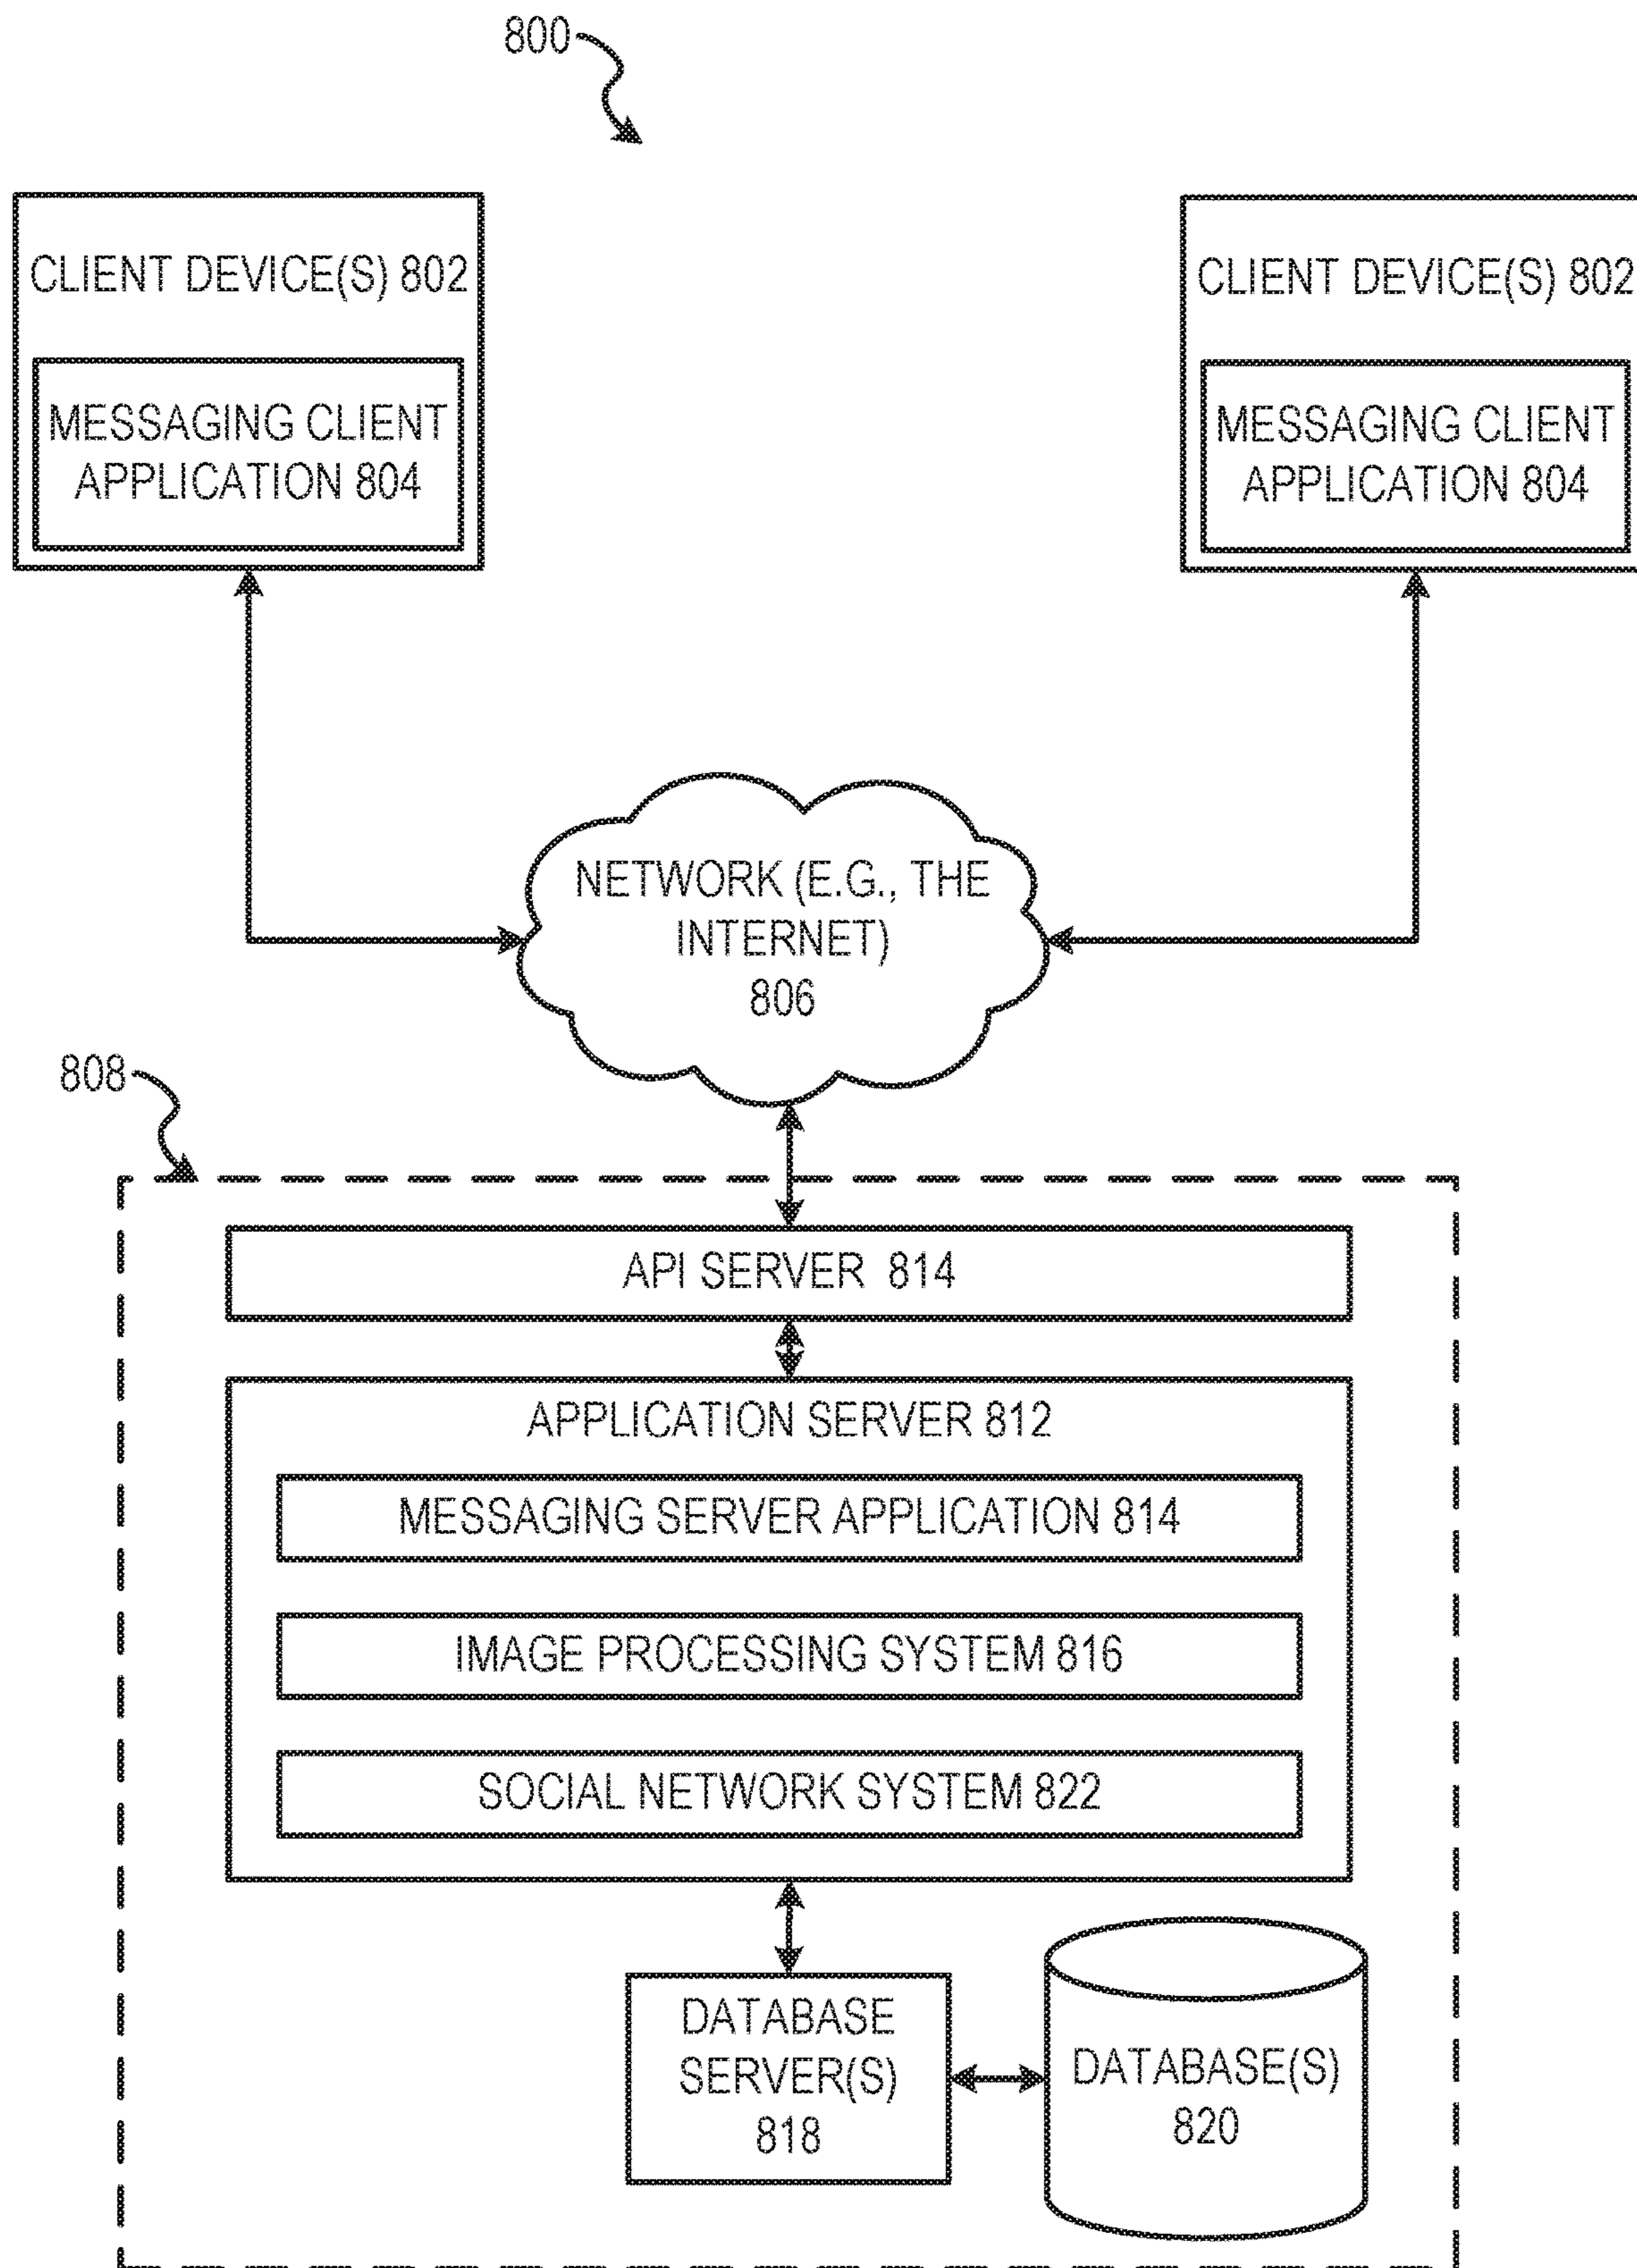 800
CLIENT DEVICE(S) 802
MESSAGING CLIENT
APPLICATION 804
CLIENT DEVICE(S) 802
MESSAGING CLIENT
APPLICATION 804
NETWORK (E.G., THE
INTERNET)
806
808
API SERVER 814
APPLICATION SERVER 812
MESSAGING SERVER APPLICATION 814
IMAGE PROCESSING SYSTEM 816
SOCIAL NETWORK SYSTEM 822
DATABASE
SERVER(S)
818
DATABASE(S)
820